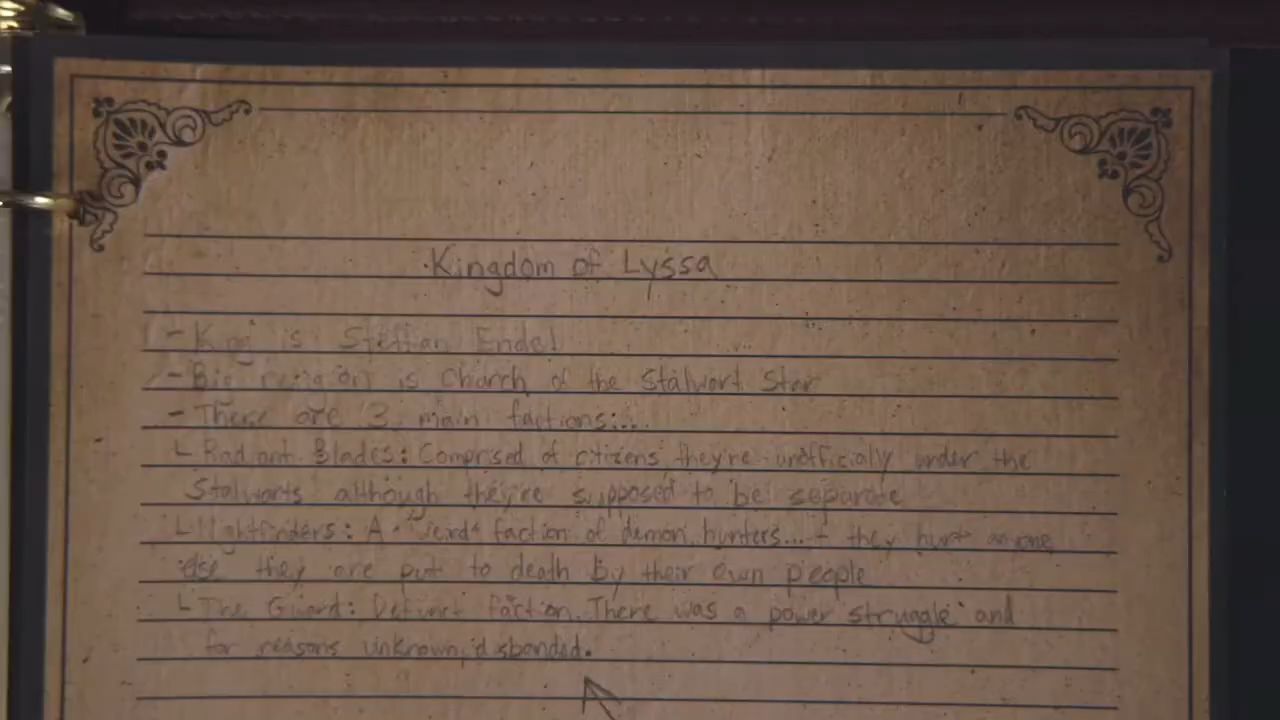 Kingdom of Lyssa
- King is Steffan Endel
- Big religion is Church of the Stalwort Star
- There are 3 main factions:...
Radiant Blades: Comprised of citizens, they're unofficially under the
Stalworts although they're supposed to be separate
Nightfinders: A faction of demon hunters... if they hurt anyone
else they are put to death by their own people
The Guard: Defunct faction. There was a power struggle and
for reasons unknown, disbanded.